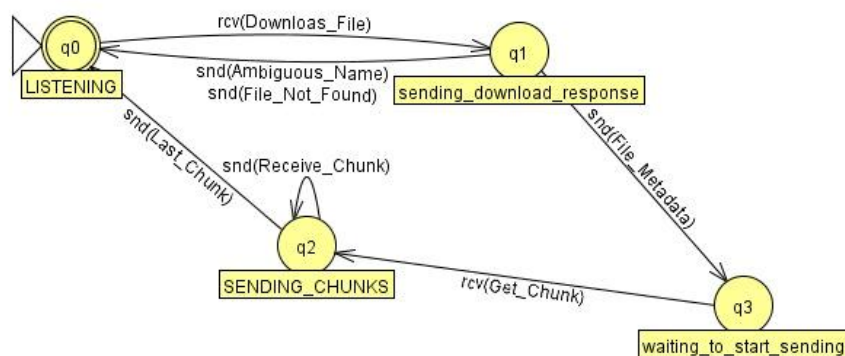 rcv(Downloas_File)
q0
q1
snd(Ambiguous_Name)
snd(File_Not_Found)
LISTENING
sending_download_response
snd(Last_Chunk)
snd(Receive_Chunk)
snd(File_Metadata)
q2
SENDING_CHUNKS
rcv(Get_Chunk)
q3
waiting_to_start_sending